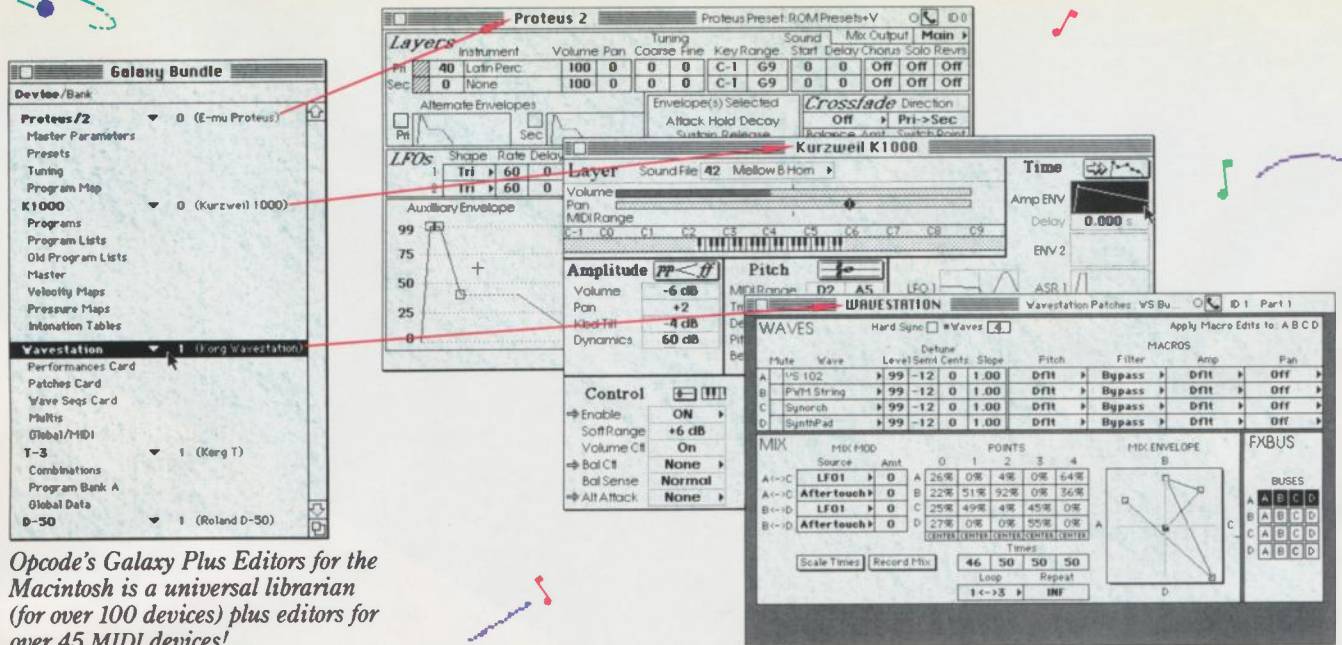 Galaxy Bundle
Device/Bank
Proteus/2 0 (E-mu Proteus)
Master Parameters
Presets
Tuning
Program Map
K1000 0 (Kurzweil 1000)
Programs
Program Lists
Old Program Lists
Master
Velocity Maps
Pressure Maps
Intonation Tables
Wavestation 1 (Korg Wavestation)
Performances Card
Patches Card
Wave Seqs Card
Multis
Global/MIDI
T-3 1 (Korg T)
Combinations
Program Bank A
Global Data
D-50 1 (Roland D-50)
Opcode's Galaxy Plus Editors for the
Macintosh is a universal librarian
(for over 100 devices) plus editors for
over 45 MIDI devices!
Proteus 2 Proteus Preset: ROM Presets+V ID 0
Layers Tuning Sound Mix Output Main
Instrument Volume Pan Coarse Fine Key Range Start Delay Chorus Solo Revrs
Pri 40 Latin Perc. 100 0 0 0 C-1 G9 0 0 Off Off Off
Sec 0 None 100 0 0 0 C-1 G9 0 0 Off Off Off
Alternate Envelopes
Pri Sec
Envelope(s) Selected
Attack Hold Decay
Sustain Release
Crossfade Direction
Off Pri->Sec
Balance Amt Switch Point
LFOs Shape Rate Delay
1 Tri 60 0
2 Tri 60 0
Auxiliary Envelope
99
75
50
25
0
Kurzweil K1000
Layer Sound File 42 Mellow B Horn
Volume
Pan
MIDI Range
C-1 C0 C1 C2 C3 C4 C5 C6 C7 C8 C9
Time
Amp ENV
Delay 0.000 s
ENV 2
Amplitude pp ff
Volume -6 dB
Pan +2
Kbd Tilt -4 dB
Dynamics 60 dB
Pitch
MIDI Range D2 A5
LFO 1
ASR 1
Control
Enable ON
Soft Range +6 dB
Volume Ctl On
Bal Ctl None
Bal Sense Normal
Alt Attack None
WAVESTATION Wavestation Patches: WS Bu... ID 1 Part 1
WAVES Hard Sync # Waves 4 Apply Macro Edits to: A B C D
Detune MACROS
Mute Wave Level Semi Cents Slope Pitch Filter Amp Pan
A VS 102 99 -12 0 1.00 Dflt Bypass Dflt Off
B PWM String 99 -12 0 1.00 Dflt Bypass Dflt Off
C Synorch 99 -12 0 1.00 Dflt Bypass Dflt Off
D SynthPad 99 -12 0 1.00 Dflt Bypass Dflt Off
MIX MIX MOD POINTS MIX ENVELOPE FXBUS
Source Amt 0 1 2 3 4
A<->C LFO1 0 A 26% 0% 4% 0% 64%
A<->C Aftertouch 0 B 22% 51% 92% 0% 36%
B<->D LFO1 0 C 25% 49% 4% 45% 0%
B<->D Aftertouch 0 D 27% 0% 0% 55% 0%
CENTER CENTER CENTER CENTER CENTER
Times
Scale Times Record Mix 46 50 50 50
Loop Repeat
1<->3 INF
B
A C
D
BUSES
A A B C D
B A B C D
C A B C D
D A B C D